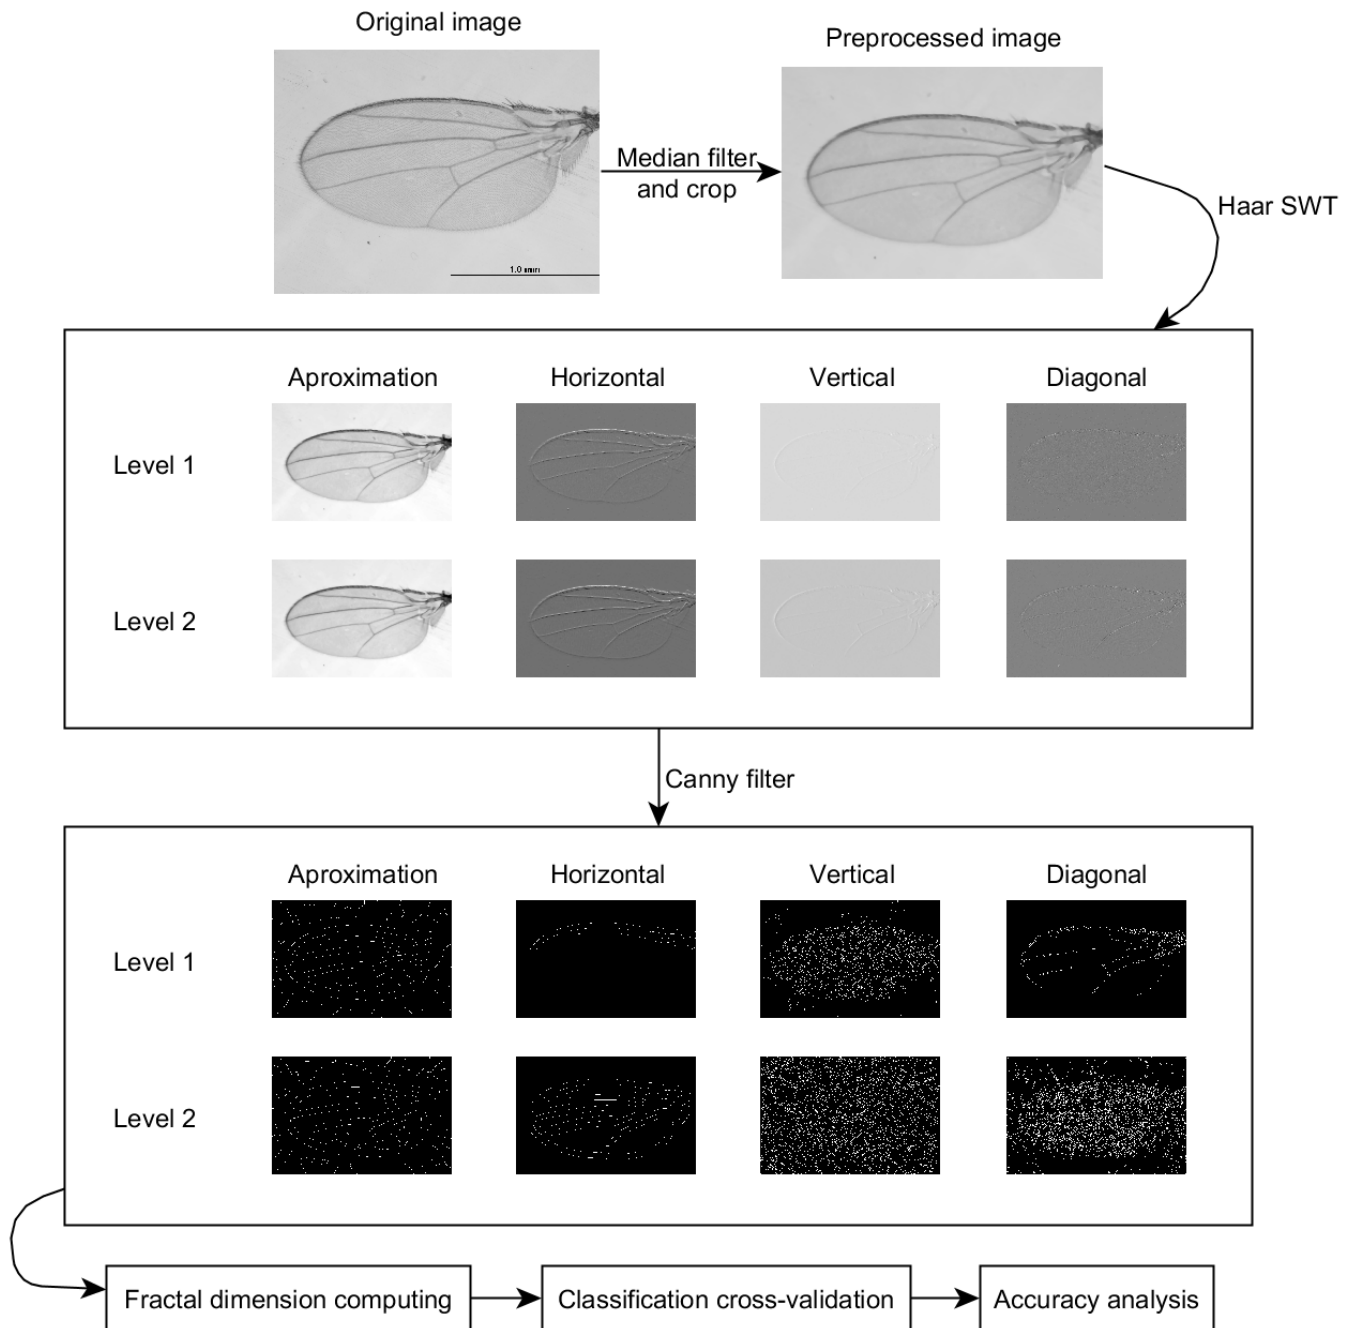 Original image
Preprocessed image
1.0 mm
Median filter
and crop
Haar SWT
Aproximation Horizontal Vertical Diagonal
Level 1
Level 2
Canny filter
Aproximation Horizontal Vertical Diagonal
Level 1
Level 2
Fractal dimension computing
Classification cross-validation
Accuracy analysis